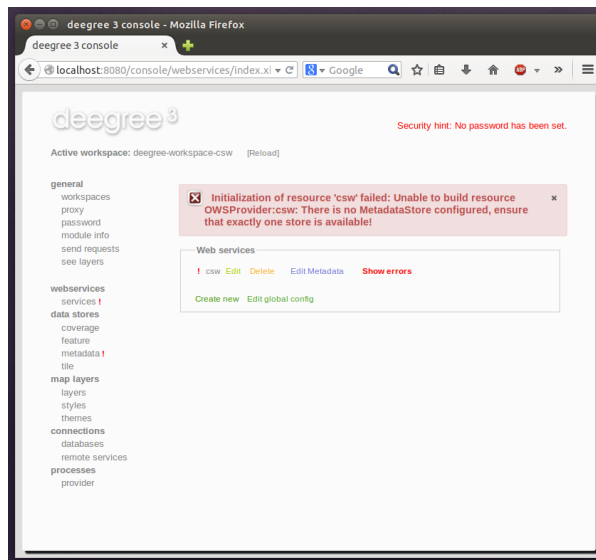 deegree 3 console - Mozilla Firefox
deegree 3 console
localhost:8080/console/webservices/index.xl
Google
ABP
deegree 3
Security hint: No password has been set.
Active workspace: deegree-workspace-csw [Reload]
general
workspaces
proxy
password
module info
send requests
see layers
webservices
services !
data stores
coverage
feature
metadata !
tile
map layers
layers
styles
themes
connections
databases
remote services
processes
provider
Initialization of resource 'csw' failed: Unable to build resource
OWSProvider:csw: There is no MetadataStore configured, ensure
that exactly one store is available!
Web services
! csw Edit Delete Edit Metadata Show errors
Create new Edit global config